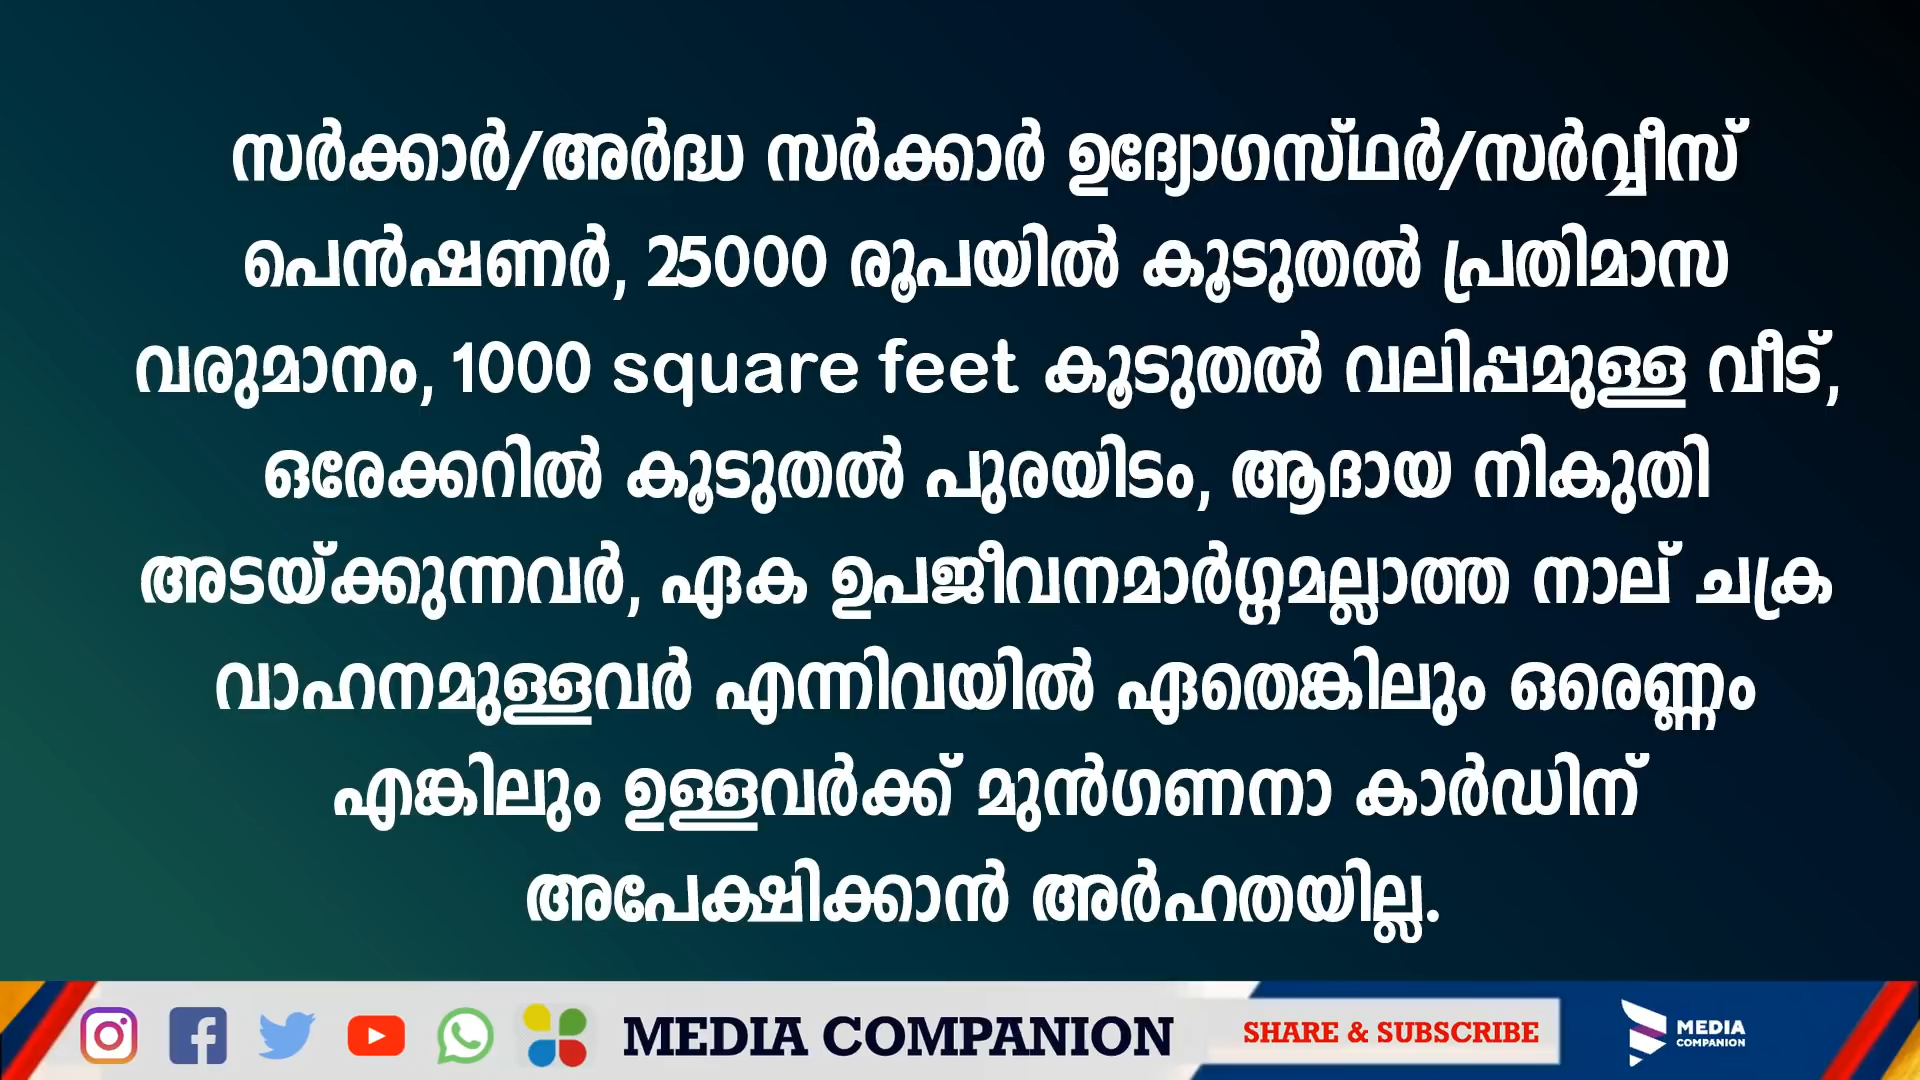 സർക്കാർ/അർദ്ധ സർക്കാർ ഉദ്യോഗസ്ഥർ/സർവ്വീസ്
പെൻഷണർ, 25000 രൂപയിൽ കൂടുതൽ പ്രതിമാസ
വരുമാനം, 1000 square feet കൂടുതൽ വലിപ്പമുള്ള വീട്,
ഒരേക്കറിൽ കൂടുതൽ പുരയിടം, ആദായ നികുതി
അടയ്ക്കുന്നവർ, ഏക ഉപജീവനമാർഗ്ഗമല്ലാത്ത നാല് ചക്ര
വാഹനമുള്ളവർ എന്നിവയിൽ ഏതെങ്കിലും ഒരെണ്ണം
എങ്കിലും ഉള്ളവർക്ക് മുൻഗണനാ കാർഡിന്
അപേക്ഷിക്കാൻ അർഹതയില്ല.
MEDIA COMPANION
SHARE & SUBSCRIBE
MEDIA
COMPANION